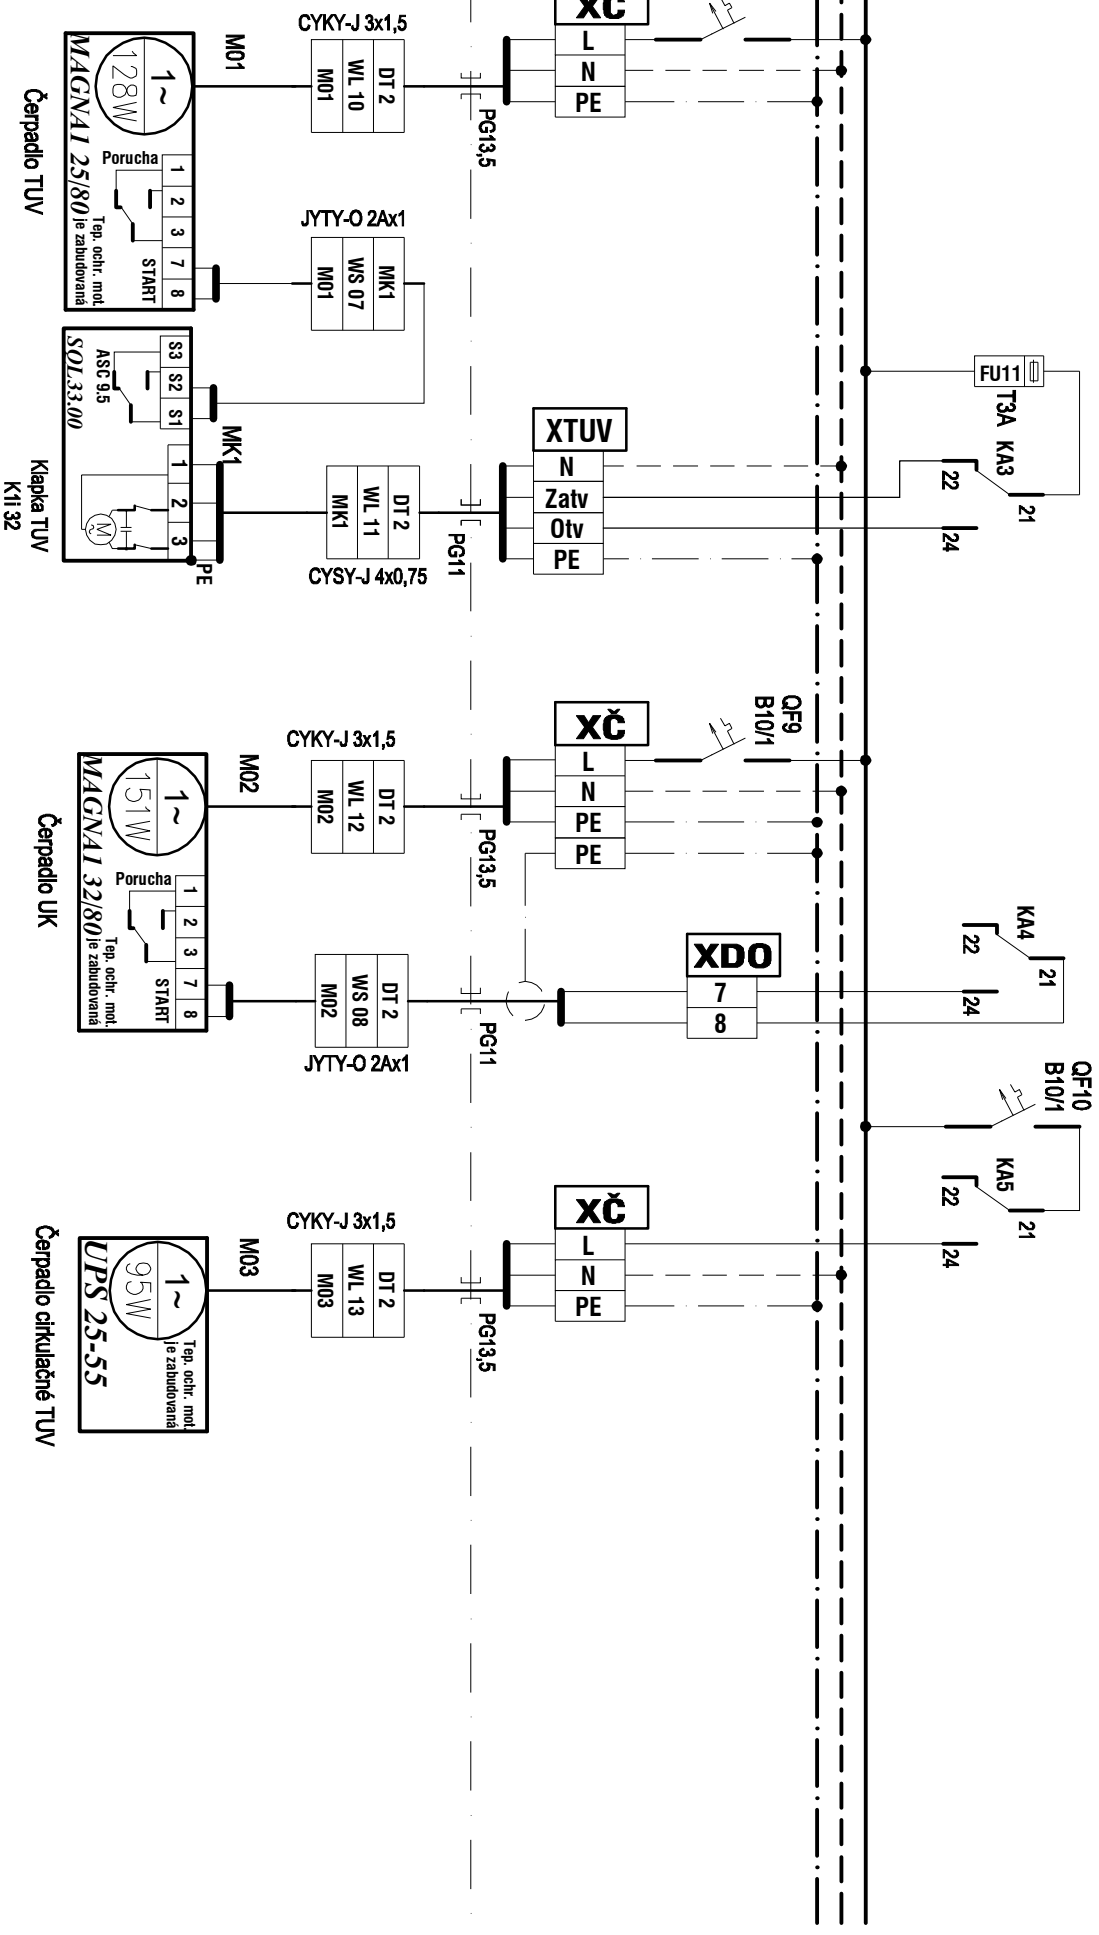 XČ
L
N
PE
CYKY-J 3x1,5
DT 2
WL 10
M01
PG13,5
M01
1~
128W
MAGNA1 25/80
Porucha
1
2
3
7
8
START
Tep. ochr. mot.
je zabudovaná
Čerpadlo TUV
JYTY-O 2Ax1
MK1
WS 07
M01
S3
S2
S1
ASC 9.5
SQL33.00
MK1
1
2
3
M
~
PE
Klapka TUV
K1i 32
FU11
T3A
KA3
22
21
24
XTUV
N
Zatv
Otv
PE
DT 2
WL 11
MK1
PG11
CYSY-J 4x0,75
QF9
B10/1
XČ
L
N
PE
PE
CYKY-J 3x1,5
DT 2
WL 12
M02
PG13,5
M02
1~
151W
MAGNA1 32/80
Porucha
1
2
3
7
8
START
Tep. ochr. mot.
je zabudovaná
Čerpadlo UK
KA4
22
21
24
XDO
7
8
DT 2
WS 08
M02
PG11
JYTY-O 2Ax1
QF10
B10/1
KA5
22
21
24
XČ
L
N
PE
CYKY-J 3x1,5
DT 2
WL 13
M03
PG13,5
M03
1~
95W
UPS 25-55
Tep. ochr. mot.
je zabudovaná
Čerpadlo cirkulačné TUV